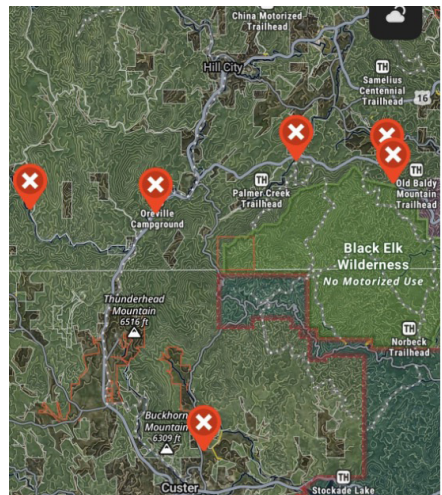 China Motorized
Trailhead
Hill City
TH
Samelius
Centennial
Trailhead
16
TH
Palmer Creek
Trailhead
TH
Old Baldy
Mountain
Trailhead
Oreville
Campground
Black Elk
Wilderness
No Motorized Use
Thunderhead
Mountain
6516 ft
TH
Norbeck
Trailhead
Buckhorn
Mountain
6309 ft
Custer
TH
Stockade Lake